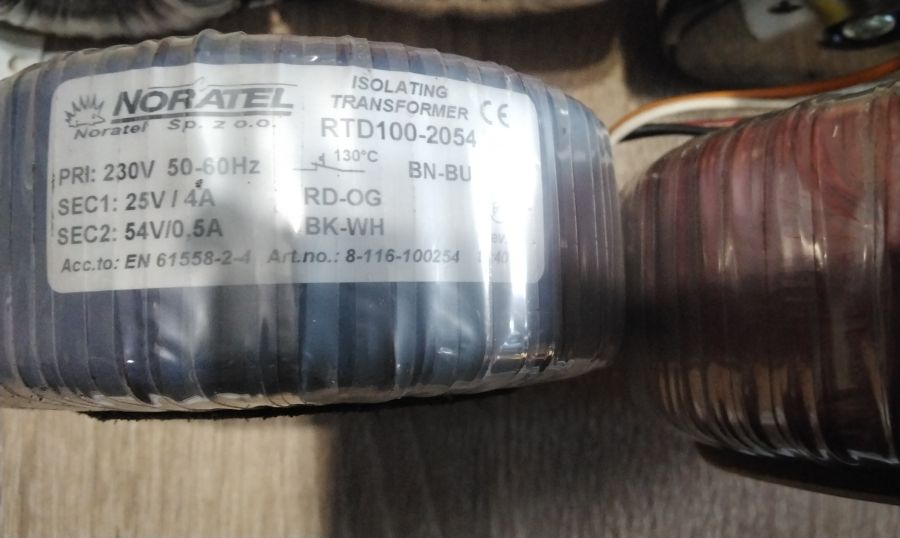 NORATEL
Noratel Sp. z o.o.
ISOLATING
TRANSFORMER CE
RTD100-2054
PRI: 230V 50-60Hz 130°C BN-BU
SEC1: 25V / 4A RD-OG
SEC2: 54V/0.5A BK-WH
Acc.to: EN 61558-2-4 Art.no.: 8-116-100254